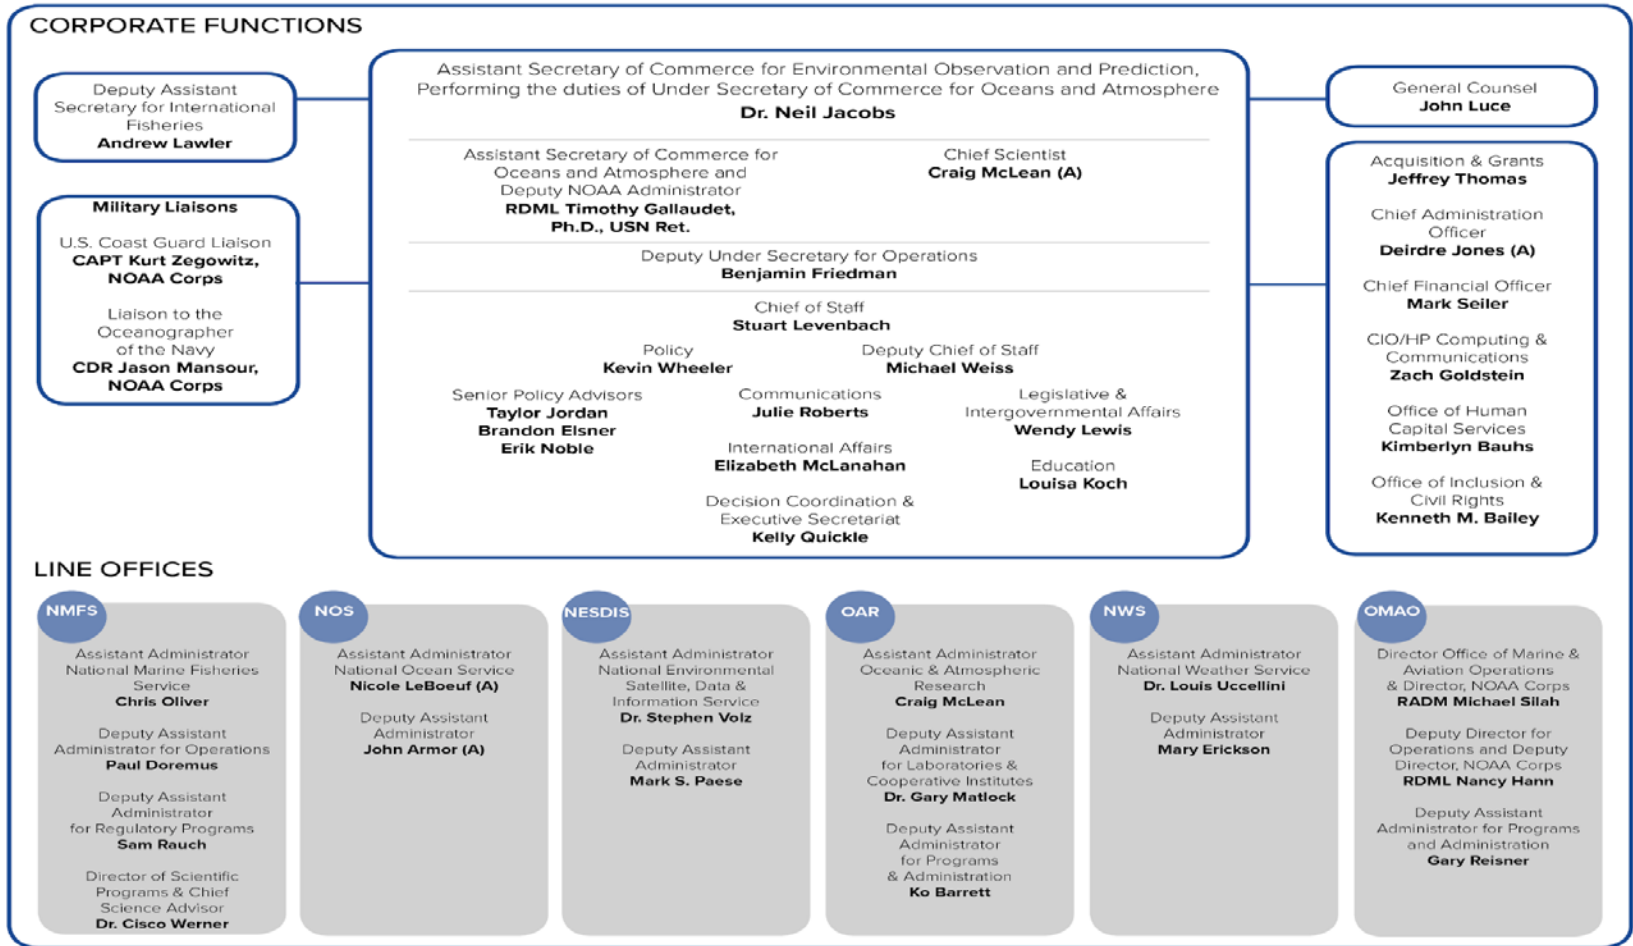 CORPORATE FUNCTIONS
Deputy Assistant
Secretary for International
Fisheries
Andrew Lawler
Military Liaisons
U.S. Coast Guard Liaison
CAPT Kurt Zegowitz,
NOAA Corps
Liaison to the
Oceanographer
of the Navy
CDR Jason Mansour,
NOAA Corps
Assistant Secretary of Commerce for Environmental Observation and Prediction,
Performing the duties of Under Secretary of Commerce for Oceans and Atmosphere
Dr. Neil Jacobs
Assistant Secretary of Commerce for
Oceans and Atmosphere and
Deputy NOAA Administrator
RDML Timothy Gallaudet,
Ph.D., USN Ret.
Chief Scientist
Craig McLean (A)
Deputy Under Secretary for Operations
Benjamin Friedman
Chief of Staff
Stuart Levenbach
Policy
Kevin Wheeler
Deputy Chief of Staff
Michael Weiss
Senior Policy Advisors
Taylor Jordan
Brandon Elsner
Erik Noble
Communications
Julie Roberts
International Affairs
Elizabeth McLanahan
Decision Coordination &
Executive Secretariat
Kelly Quickle
Legislative &
Intergovernmental Affairs
Wendy Lewis
Education
Louisa Koch
General Counsel
John Luce
Acquisition & Grants
Jeffrey Thomas
Chief Administration
Officer
Deirdre Jones (A)
Chief Financial Officer
Mark Seiler
CIO/HP Computing &
Communications
Zach Goldstein
Office of Human
Capital Services
Kimberlyn Bauhs
Office of Inclusion &
Civil Rights
Kenneth M. Bailey
LINE OFFICES
NMFS
Assistant Administrator
National Marine Fisheries
Service
Chris Oliver
Deputy Assistant
Administrator for Operations
Paul Doremus
Deputy Assistant
Administrator
for Regulatory Programs
Sam Rauch
Director of Scientific
Programs & Chief
Science Advisor
Dr. Cisco Werner
NOS
Assistant Administrator
National Ocean Service
Nicole LeBoeuf (A)
Deputy Assistant
Administrator
John Armor (A)
NESDIS
Assistant Administrator
National Environmental
Satellite, Data &
Information Service
Dr. Stephen Volz
Deputy Assistant
Administrator
Mark S. Paese
OAR
Assistant Administrator
Oceanic & Atmospheric
Research
Craig McLean
Deputy Assistant
Administrator
for Laboratories &
Cooperative Institutes
Dr. Gary Matlock
Deputy Assistant
Administrator
for Programs
& Administration
Ko Barrett
NWS
Assistant Administrator
National Weather Service
Dr. Louis Uccellini
Deputy Assistant
Administrator
Mary Erickson
OMAO
Director Office of Marine &
Aviation Operations
& Director, NOAA Corps
RADM Michael Silah
Deputy Director for
Operations and Deputy
Director, NOAA Corps
RDML Nancy Hann
Deputy Assistant
Administrator for Programs
and Administration
Gary Reisner